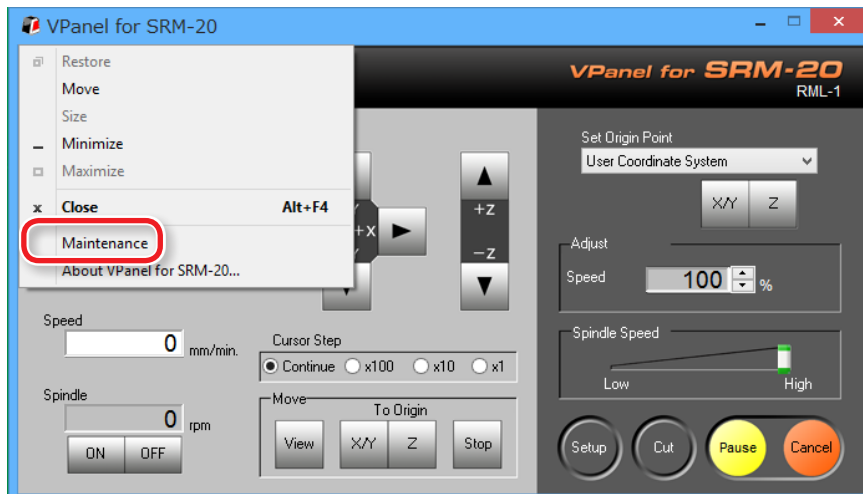 VPanel for SRM-20
Restore
Move
Size
Minimize
Maximize
x Close Alt+F4
Maintenance
About VPanel for SRM-20...
VPanel for SRM-20
RML-1
Set Origin Point
User Coordinate System
X/Y Z
+X
+Z
-Z
Adjust
Speed 100 %
Speed
0 mm/min.
Cursor Step
Continue x100 x10 x1
Spindle Speed
Low High
Spindle
0 rpm
ON OFF
Move
To Origin
View X/Y Z Stop
Setup Cut Pause Cancel